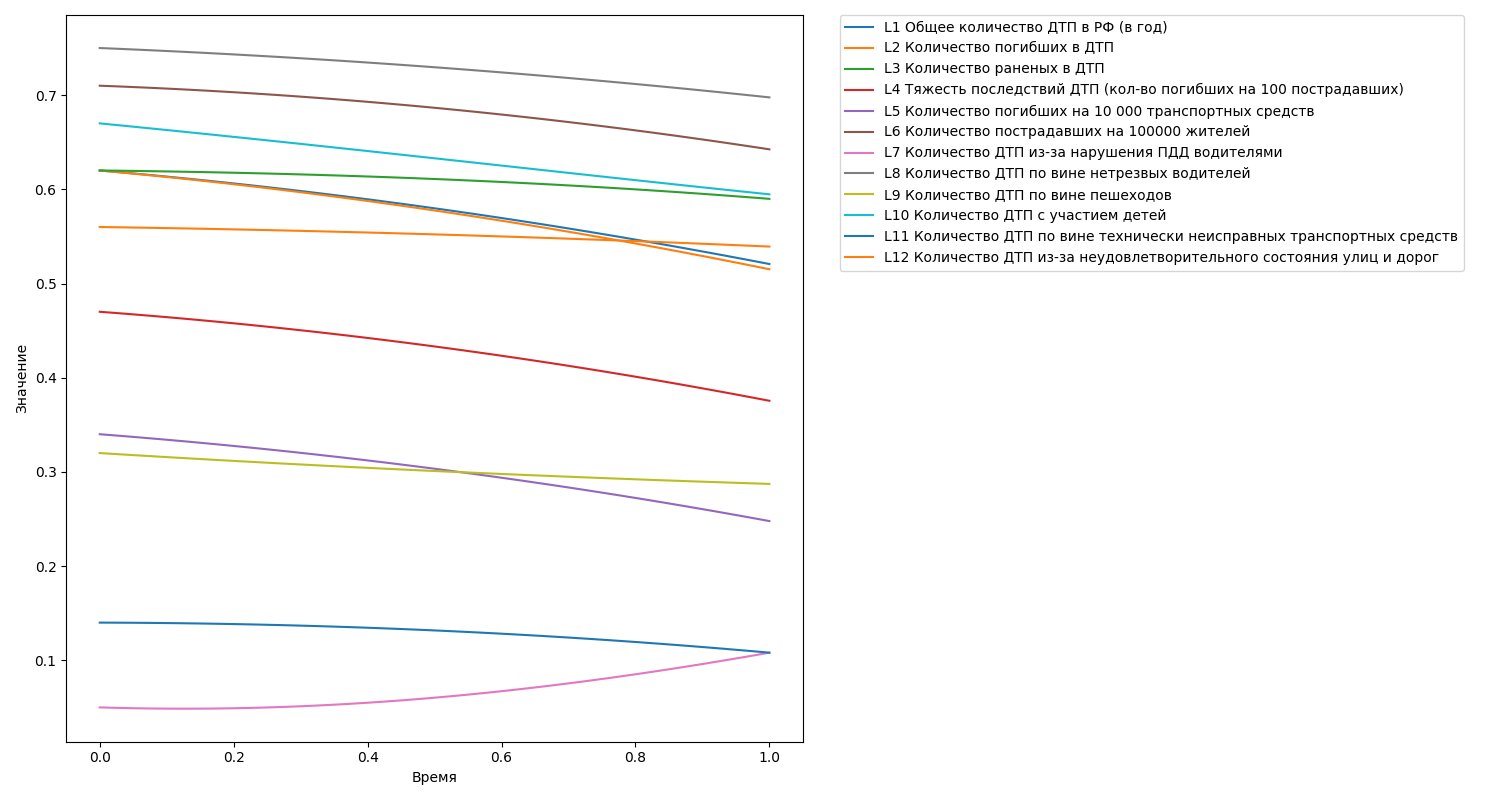 L1 Общее количество ДТП в РФ (в год)
L2 Количество погибших в ДТП
L3 Количество раненых в ДТП
L4 Тяжесть последствий ДТП (кол-во погибших на 100 пострадавших)
L5 Количество погибших на 10 000 транспортных средств
L6 Количество пострадавших на 100000 жителей
L7 Количество ДТП из-за нарушения ПДД водителями
L8 Количество ДТП по вине нетрезвых водителей
L9 Количество ДТП по вине пешеходов
L10 Количество ДТП с участием детей
L11 Количество ДТП по вине технически неисправных транспортных средств
L12 Количество ДТП из-за неудовлетворительного состояния улиц и дорог
Значение
0.7
0.6
0.5
0.4
0.3
0.2
0.1
0.0 0.2 0.4 0.6 0.8 1.0
Время